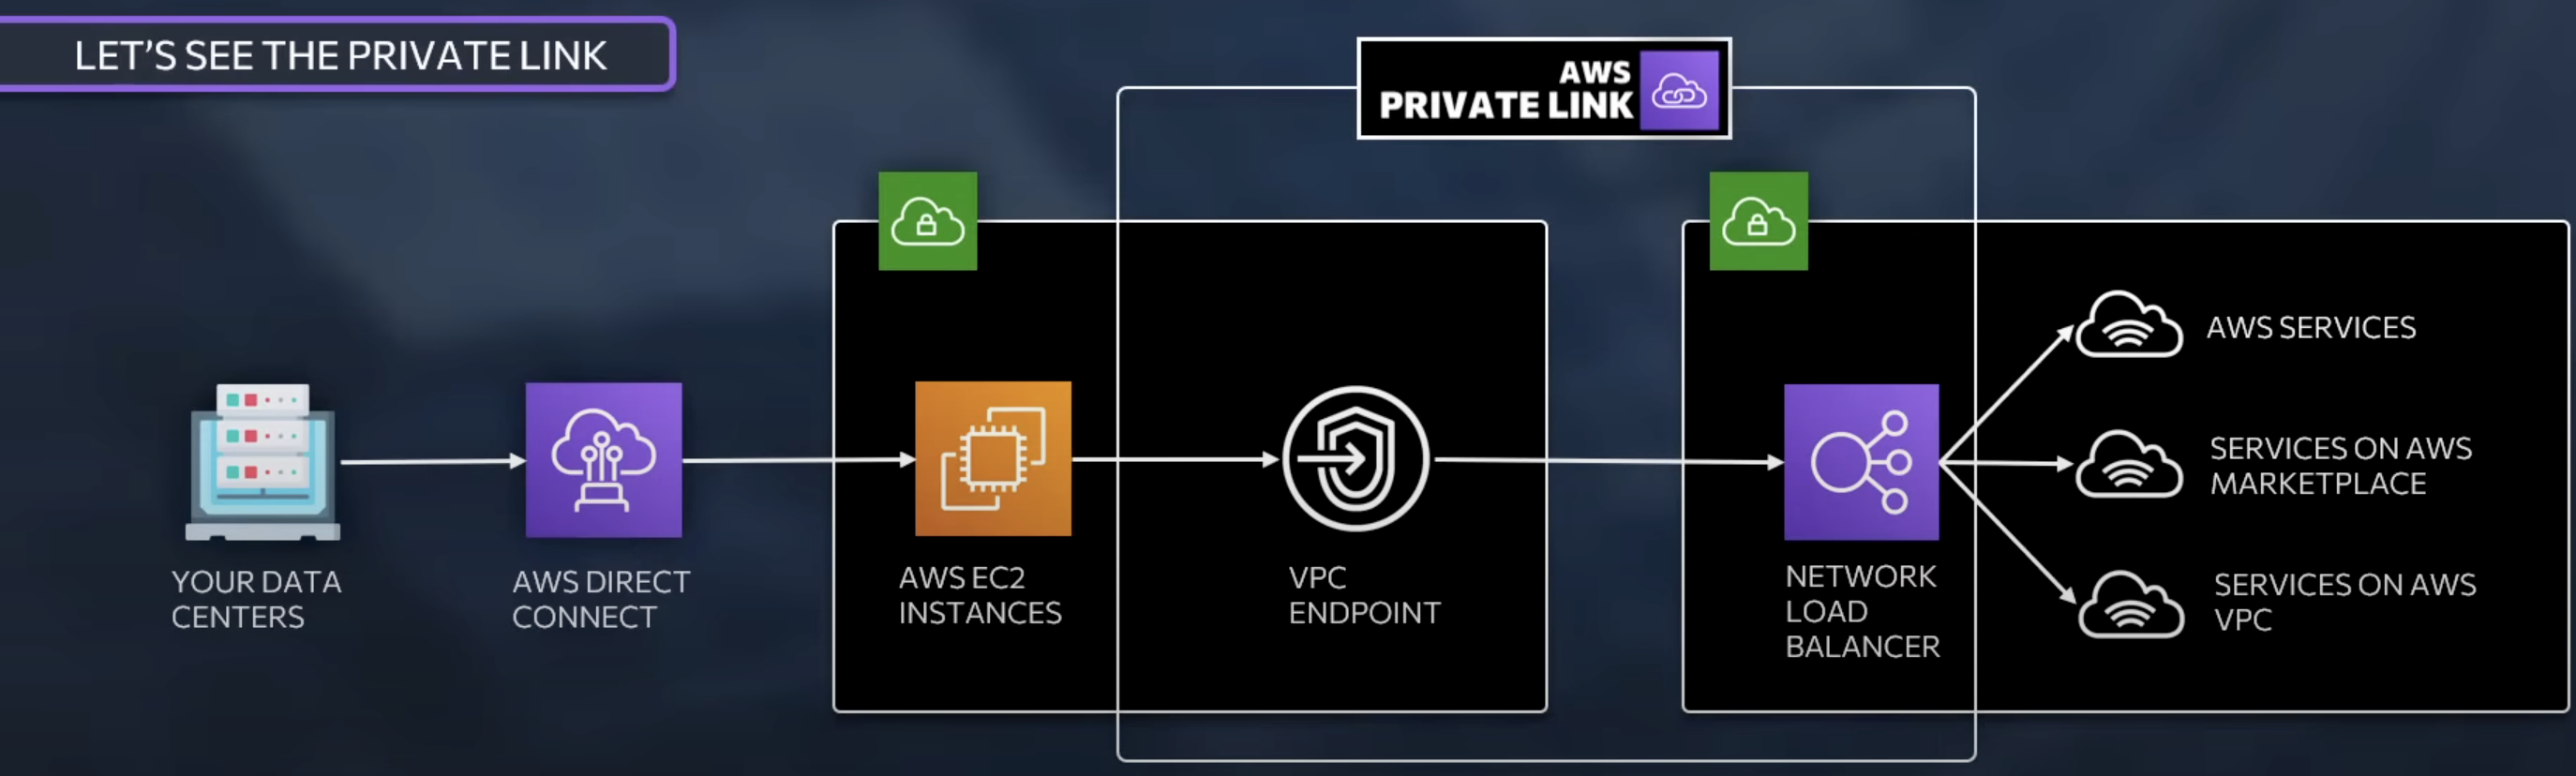 LET'S SEE THE PRIVATE LINK
AWS
PRIVATE LINK
YOUR DATA
CENTERS
AWS DIRECT
CONNECT
AWS EC2
INSTANCES
VPC
ENDPOINT
NETWORK
LOAD
BALANCER
AWS SERVICES
SERVICES ON AWS
MARKETPLACE
SERVICES ON AWS
VPC